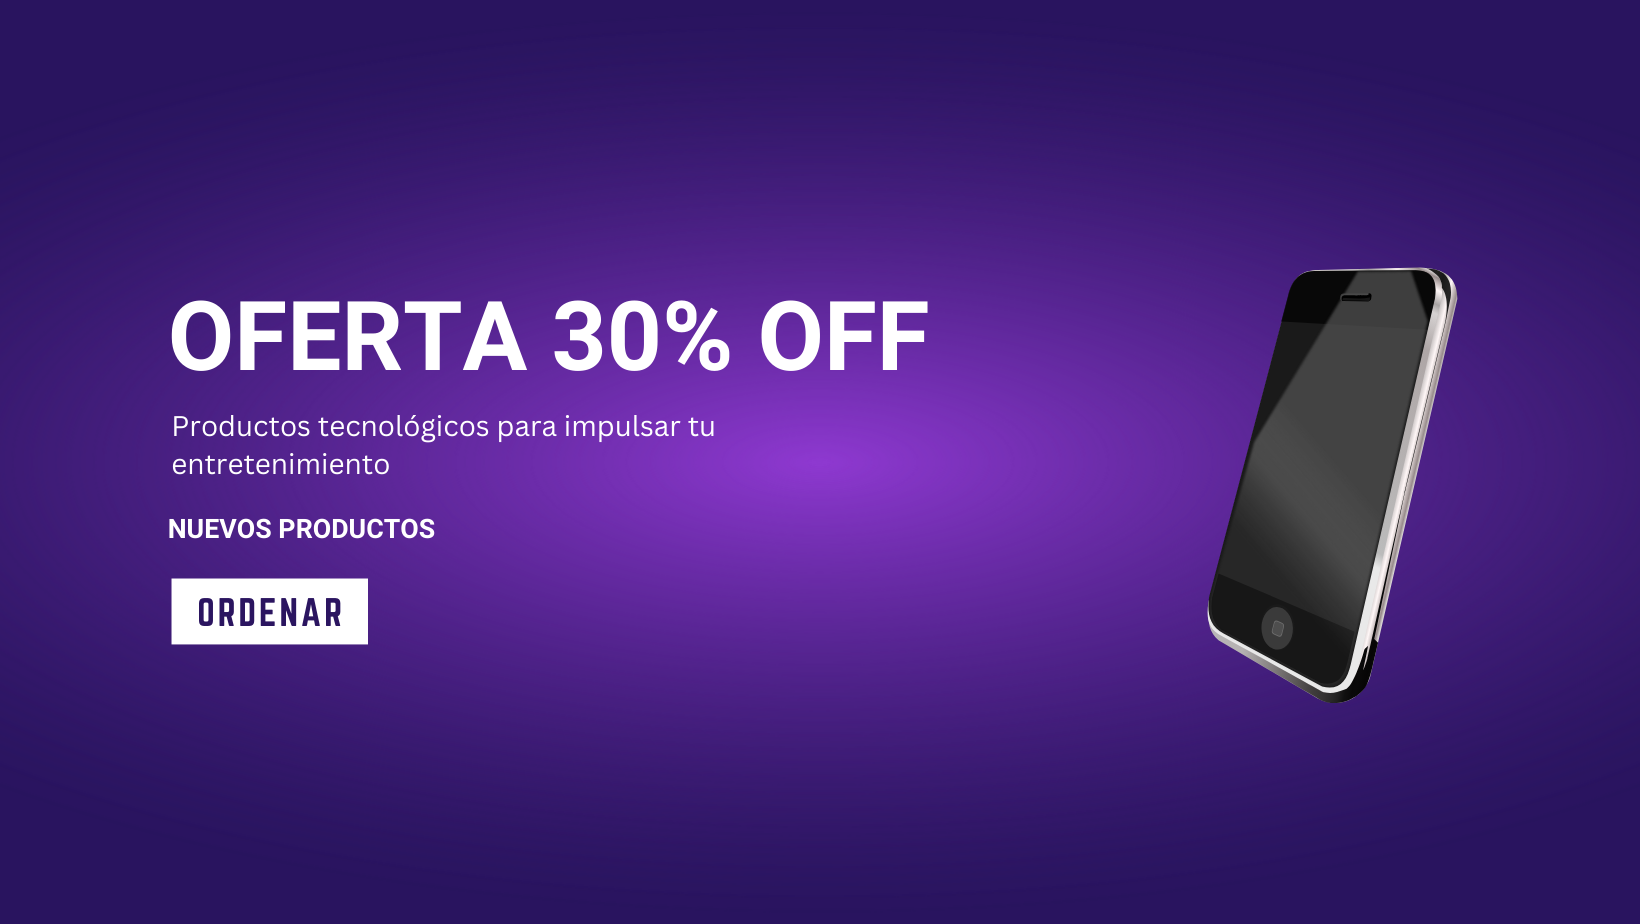 OFERTA 30% OFF
Productos tecnológicos para impulsar tu
entretenimiento
NUEVOS PRODUCTOS
ORDENAR